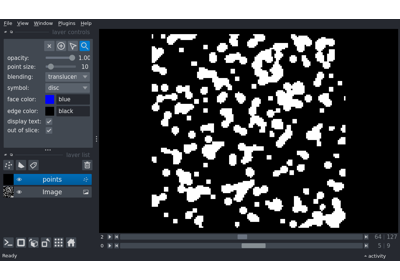 File View Window Plugins Help
layer controls
opacity: 1.00
point size: 10
blending: translucen
symbol: disc
face color: blue
edge color: black
display text:
out of slice:
layer list
points
Image
2 64 127
0 5 9
Ready activity